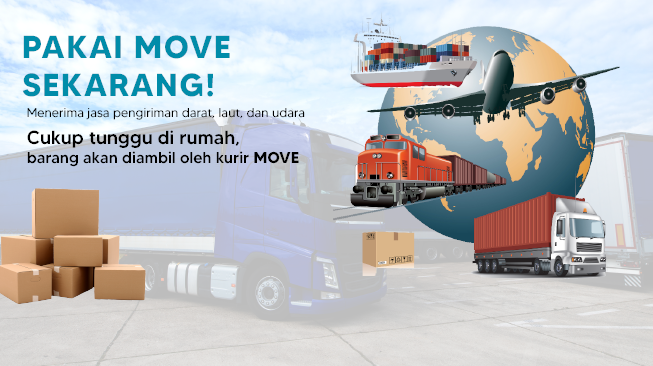 PAKAI MOVE
SEKARANG!
Menerima jasa pengiriman darat, laut, dan udara
Cukup tunggu di rumah,
barang akan diambil oleh kurir MOVE